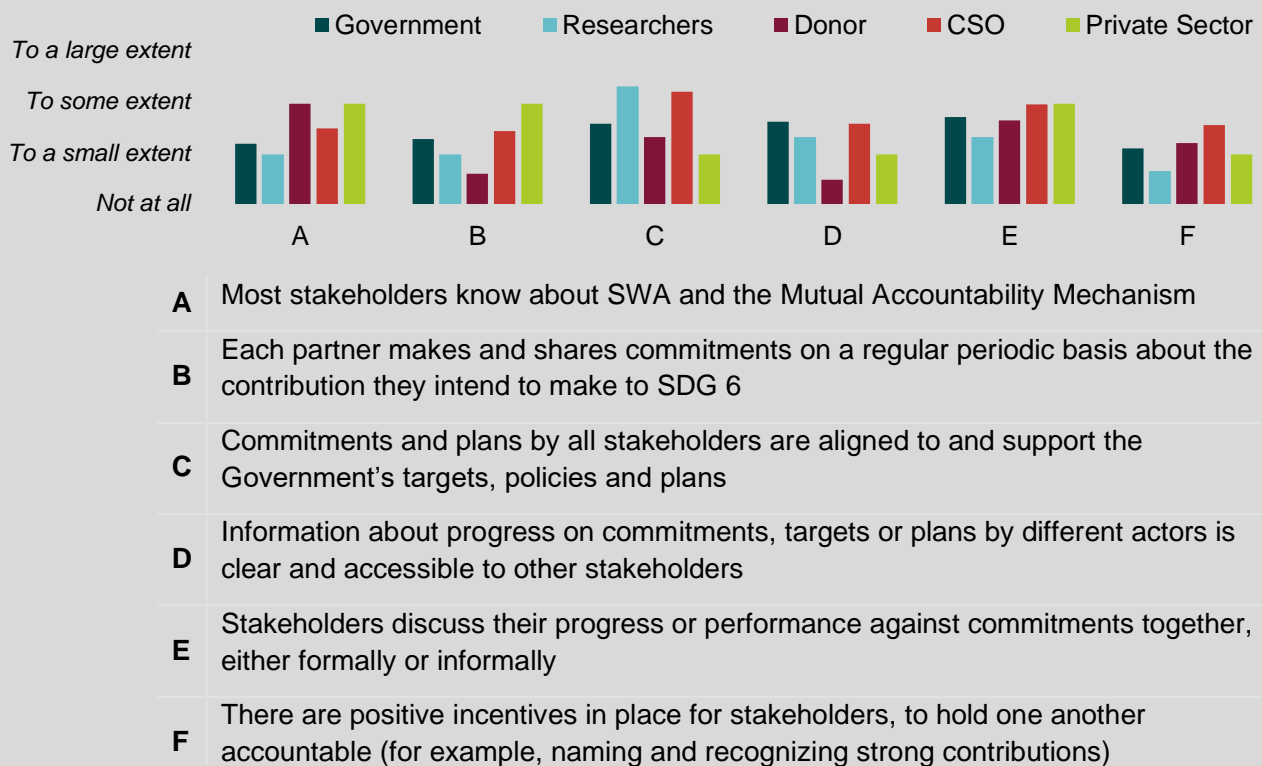 Government Researchers Donor CSO Private Sector
To a large extent
To some extent
To a small extent
Not at all
A B C D E F
A Most stakeholders know about SWA and the Mutual Accountability Mechanism
B Each partner makes and shares commitments on a regular periodic basis about the
contribution they intend to make to SDG 6
C Commitments and plans by all stakeholders are aligned to and support the
Government’s targets, policies and plans
D Information about progress on commitments, targets or plans by different actors is
clear and accessible to other stakeholders
E Stakeholders discuss their progress or performance against commitments together,
either formally or informally
F There are positive incentives in place for stakeholders, to hold one another
accountable (for example, naming and recognizing strong contributions)